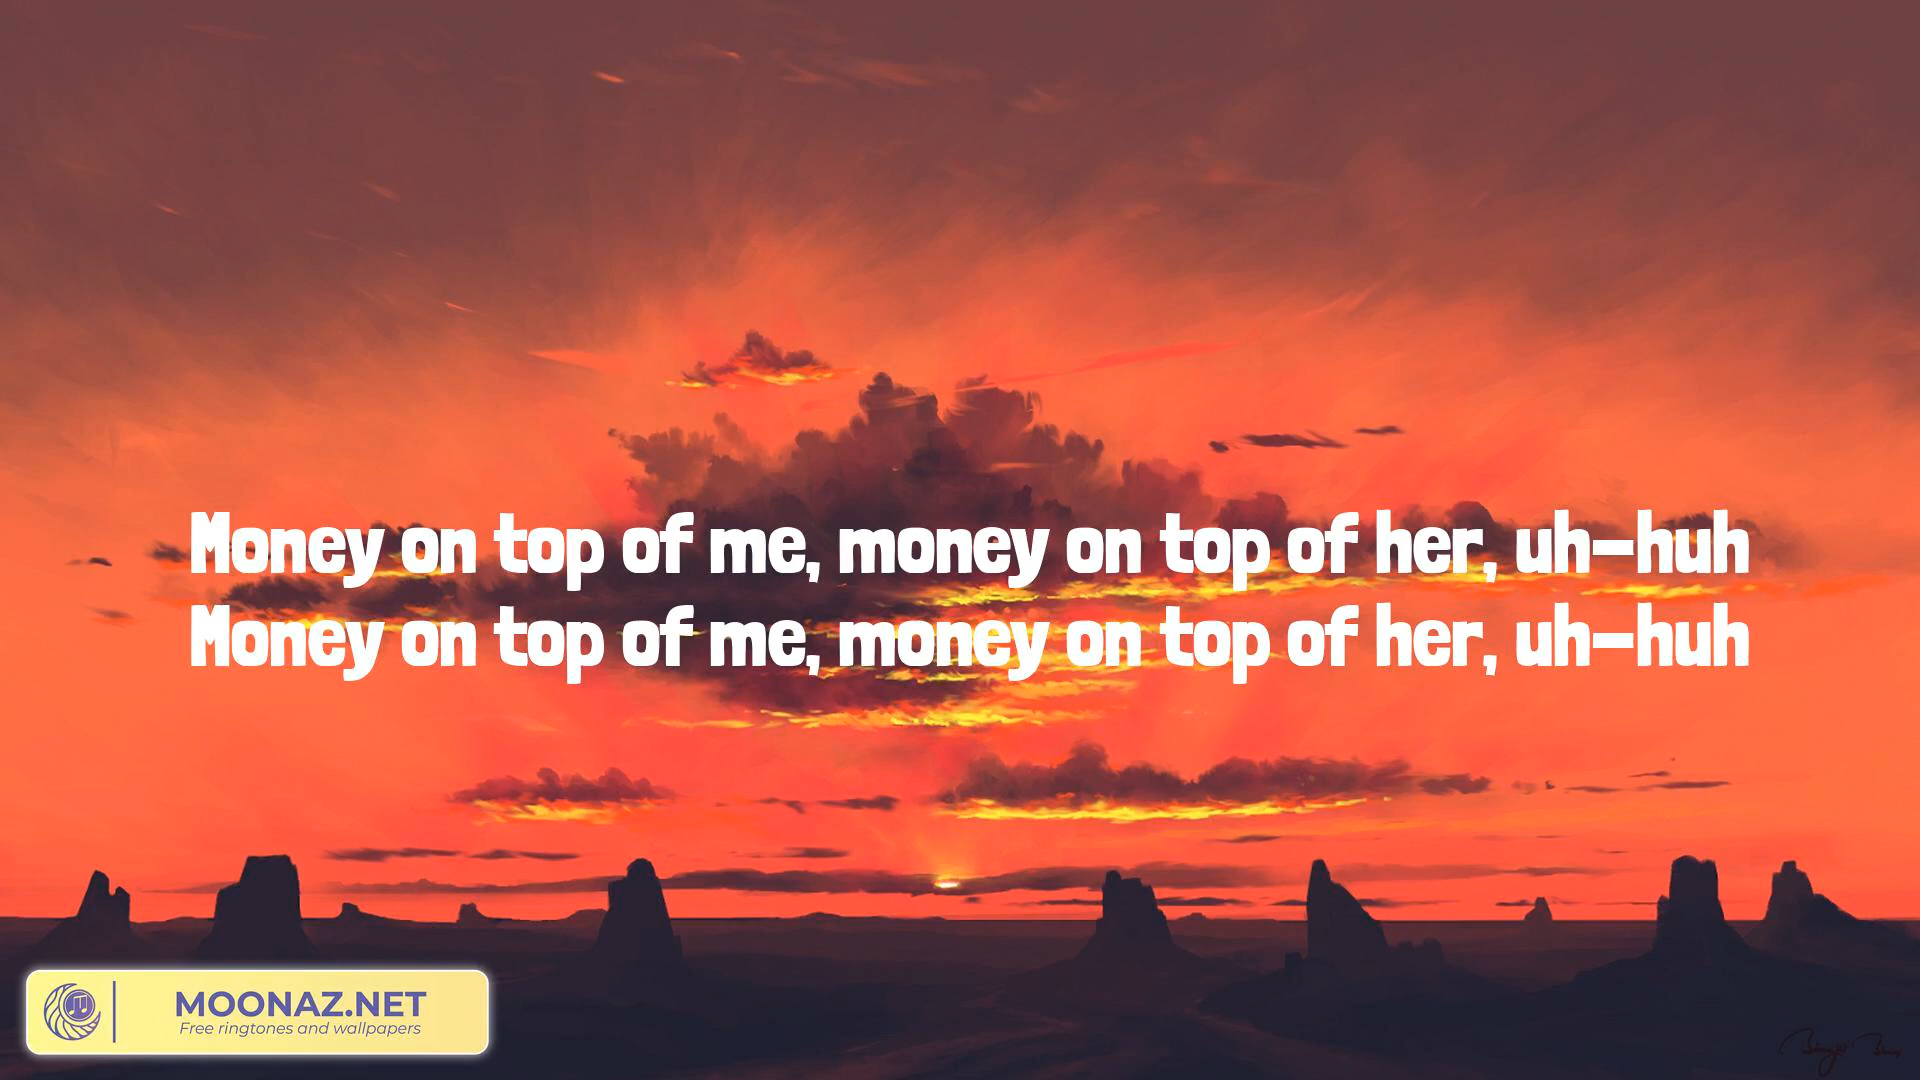 Money on top of me, money on top of her, uh-huh
Money on top of me, money on top of her, uh-huh
MOONAZ.NET
Free ringtones and wallpapers